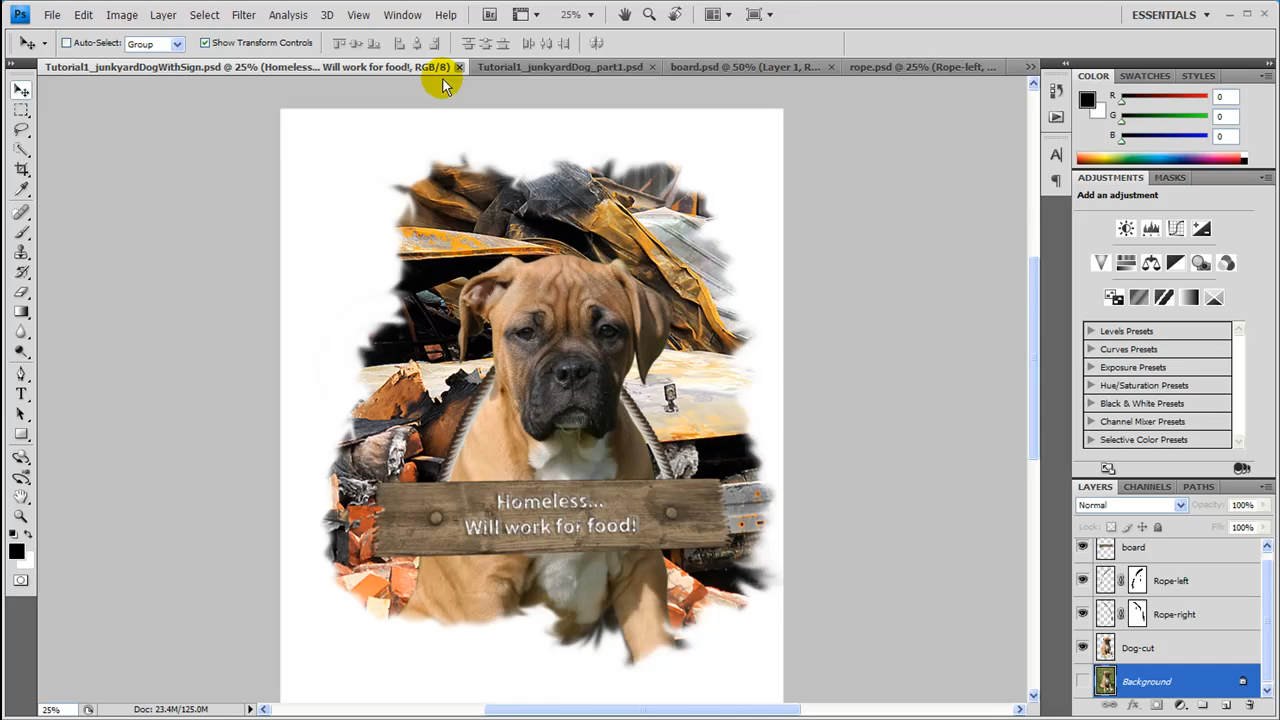 Ps File Edit Image Layer Select Filter Analysis 3D View Window Help Br 25% ESSENTIALS
Auto-Select: Group Show Transform Controls
Tutorial1_junkyardDogWithSign.psd @ 25% (Homeless... Will work for food!, RGB/8) Tutorial1_junkyardDog_part1.psd board.psd @ 50% (Layer 1, R... rope.psd @ 25% (Rope-left, ...
COLOR SWATCHES STYLES
R 0
G 0
B 0
ADJUSTMENTS MASKS
Add an adjustment
Levels Presets
Curves Presets
Exposure Presets
Hue/Saturation Presets
Black & White Presets
Channel Mixer Presets
Selective Color Presets
LAYERS CHANNELS PATHS
Normal Opacity: 100%
Lock: Fill: 100%
board
Rope-left
Rope-right
Dog-cut
Background
Homeless...
Will work for food!
25% Doc: 23.4M/125.0M